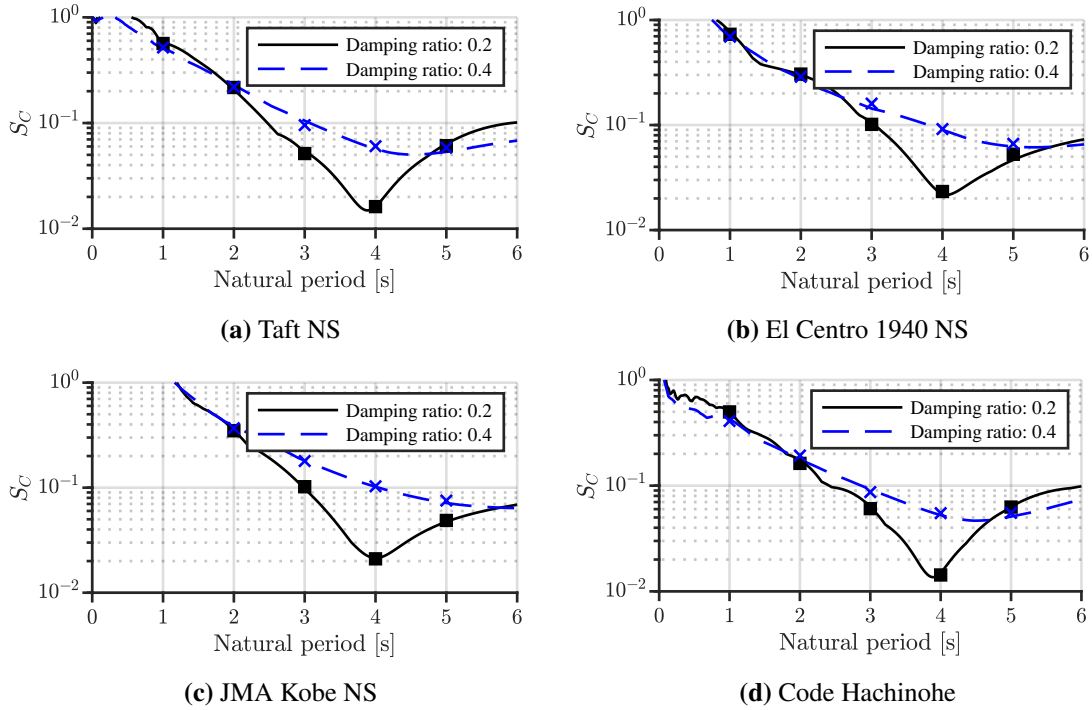 10^0
10^{-1}
10^{-2}
S_C
Damping ratio: 0.2
Damping ratio: 0.4
0 1 2 3 4 5 6
Natural period [s]
(a) Taft NS
10^0
10^{-1}
10^{-2}
S_C
Damping ratio: 0.2
Damping ratio: 0.4
0 1 2 3 4 5 6
Natural period [s]
(b) El Centro 1940 NS
10^0
10^{-1}
10^{-2}
S_C
Damping ratio: 0.2
Damping ratio: 0.4
0 1 2 3 4 5 6
Natural period [s]
(c) JMA Kobe NS
10^0
10^{-1}
10^{-2}
S_C
Damping ratio: 0.2
Damping ratio: 0.4
0 1 2 3 4 5 6
Natural period [s]
(d) Code Hachinohe